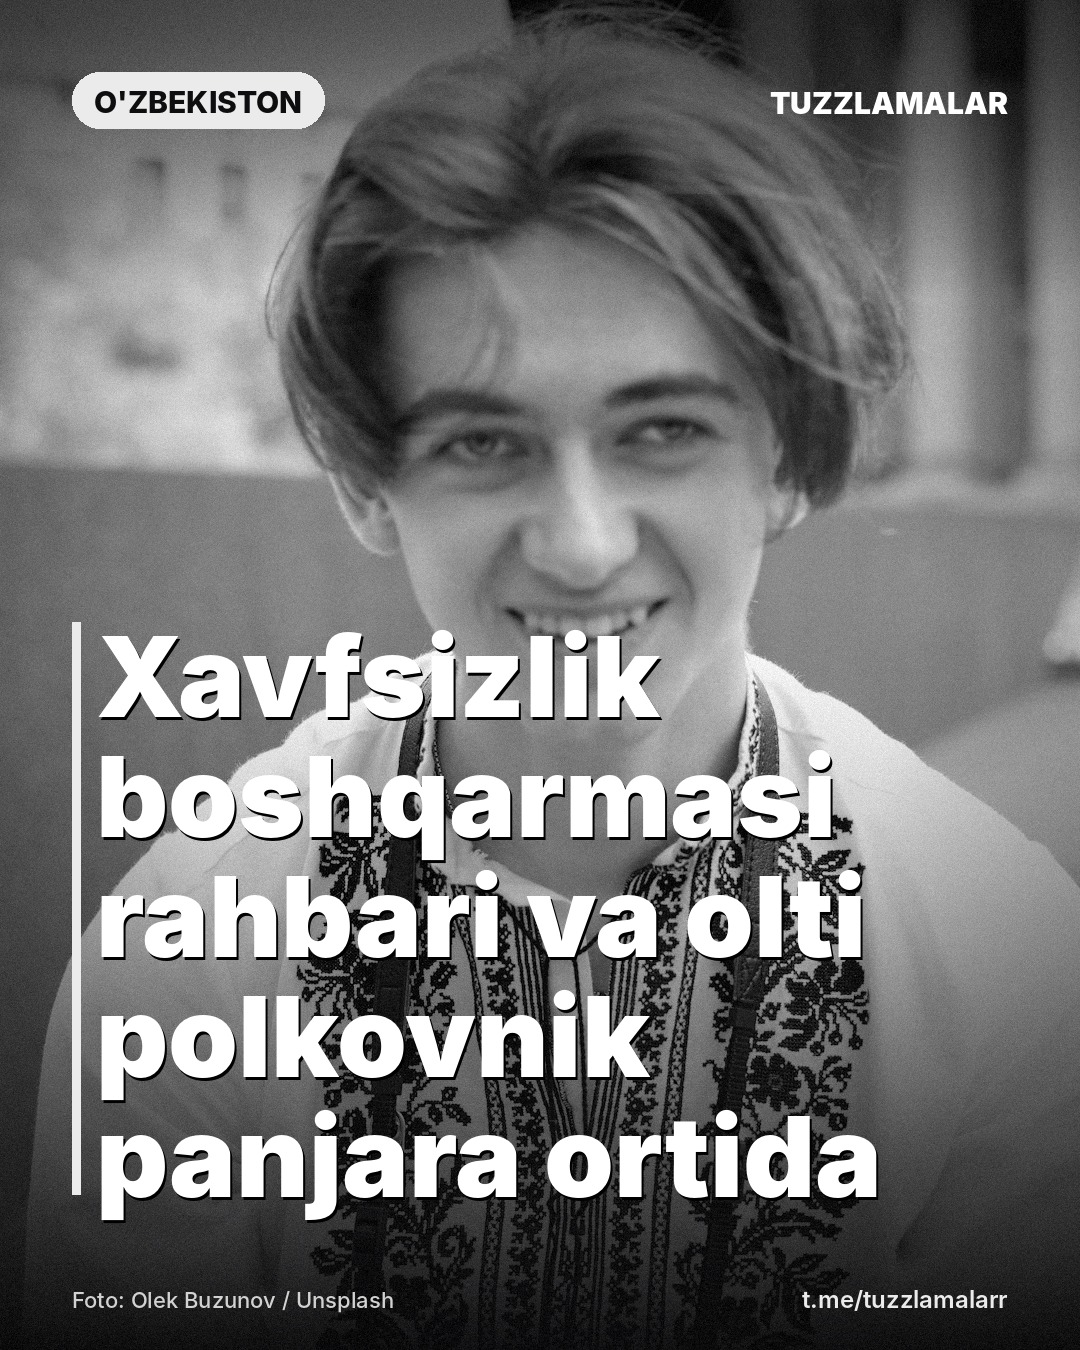 O'ZBEKISTON
TUZZLAMALAR
Xavfsizlik
boshqarmasi
rahbari va olti
polkovnik
panjara ortida
Foto: Olek Buzunov / Unsplash
t.me/tuzzlamalarr